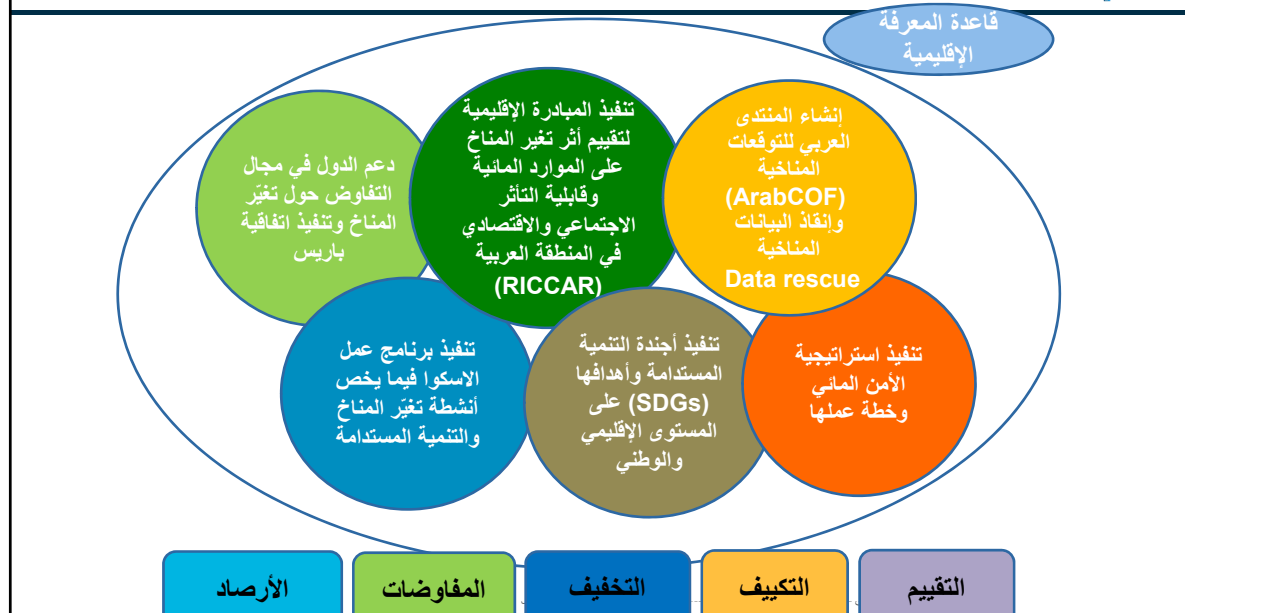 قاعدة المعرفة
الإقليمية
إنشاء المنتدى
العربي للتوقعات
المناخية
(ArabCOF)
وإنقاذ البيانات
المناخية
Data rescue
تنفيذ المبادرة الإقليمية
لتقييم أثر تغير المناخ
على الموارد المائية
وقابلية التأثر
الاجتماعي والاقتصادي
في المنطقة العربية
(RICCAR)
دعم الدول في مجال
التفاوض حول تغيّر
المناخ وتنفيذ اتفاقية
باريس
تنفيذ استراتيجية
الأمن المائي
وخطة عملها
تنفيذ أجندة التنمية
المستدامة وأهدافها
(SDGs) على
المستوى الإقليمي
والوطني
تنفيذ برنامج عمل
الاسكوا فيما يخص
أنشطة تغيّر المناخ
والتنمية المستدامة
التقييم
التكييف
التخفيف
المفاوضات
الأرصاد